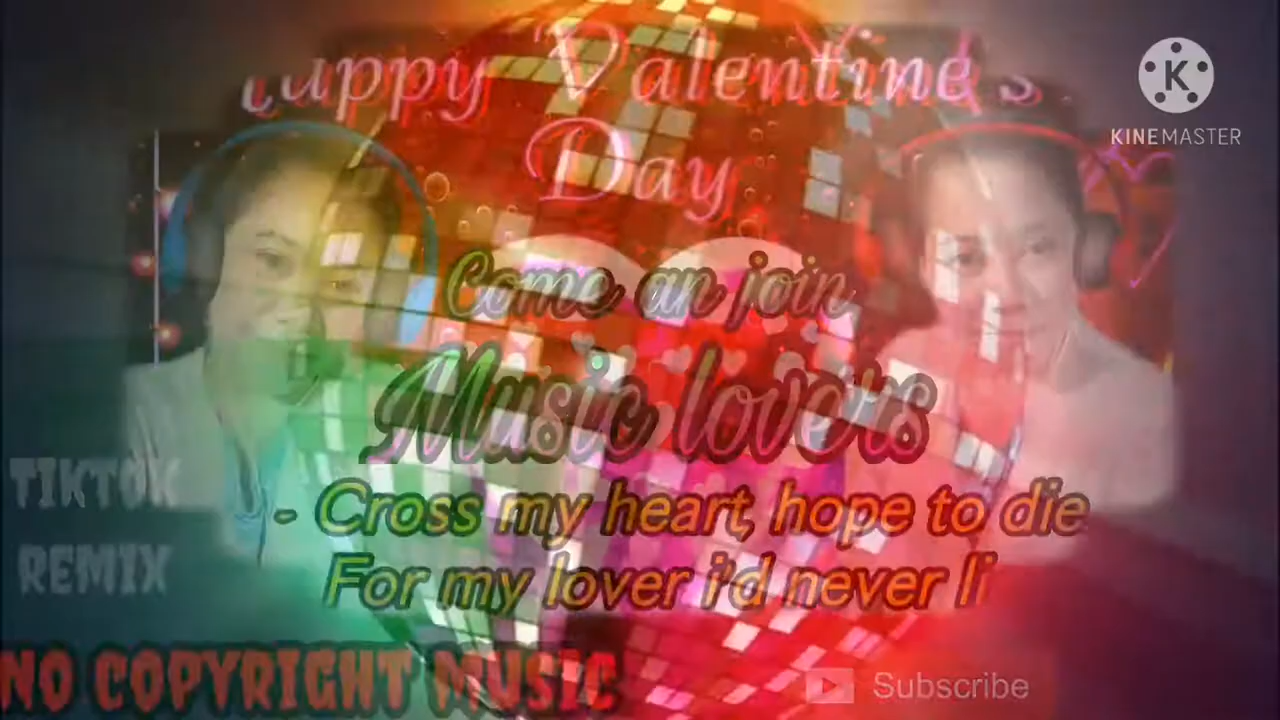 Happy Valentine's
Day
KINEMASTER
Come an join
Music lovers
TIKTOK
REMIX
- Cross my heart, hope to die
For my lover i'd never li
NO COPYRIGHT MUSIC
Subscribe